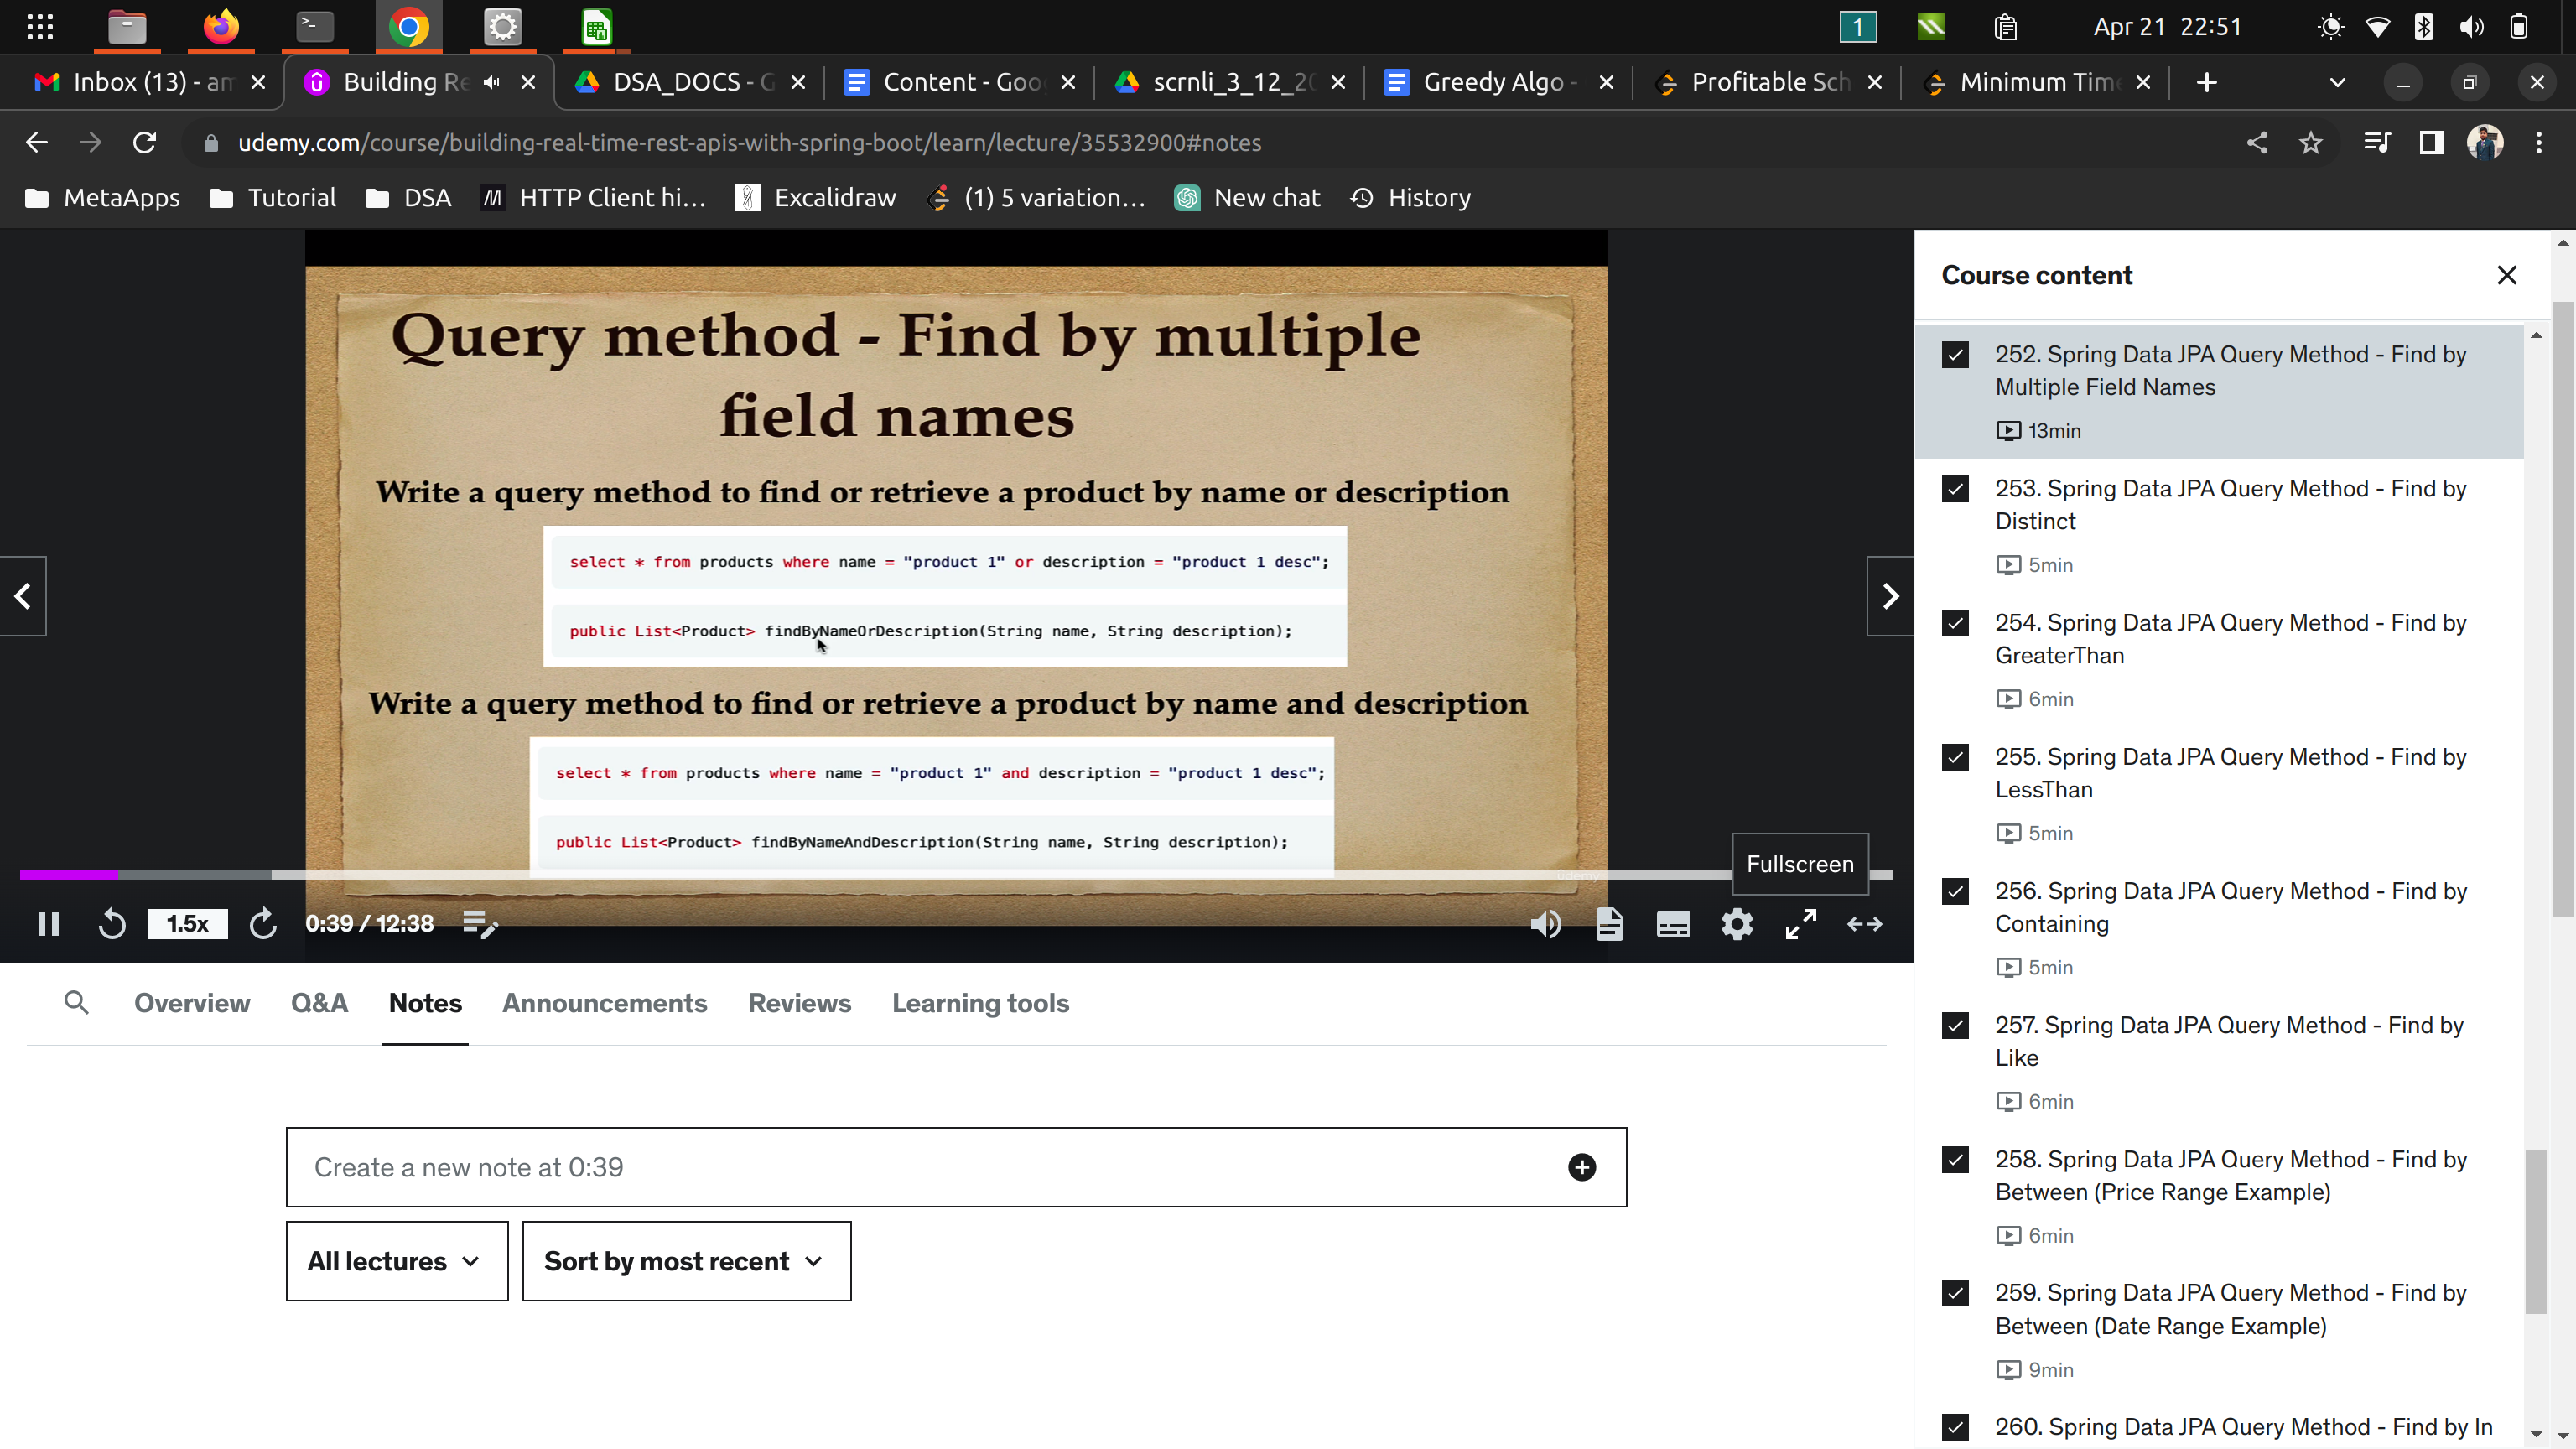 1
Apr 21 22:51
Inbox (13) - am
Building Re
DSA_DOCS - G
Content - Goo
scrnli_3_12_20
Greedy Algo -
Profitable Sch
Minimum Time
udemy.com/course/building-real-time-rest-apis-with-spring-boot/learn/lecture/35532900#notes
MetaApps
Tutorial
DSA
HTTP Client hi...
Excalidraw
(1) 5 variation...
New chat
History
Query method - Find by multiple
field names
Write a query method to find or retrieve a product by name or description
select * from products where name = "product 1" or description = "product 1 desc";
public List<Product> findByNameOrDescription(String name, String description);
Write a query method to find or retrieve a product by name and description
select * from products where name = "product 1" and description = "product 1 desc";
public List<Product> findByNameAndDescription(String name, String description);
Fullscreen
1.5x
0:39 / 12:38
Overview
Q&A
Notes
Announcements
Reviews
Learning tools
Create a new note at 0:39
All lectures
Sort by most recent
Course content
252. Spring Data JPA Query Method - Find by
Multiple Field Names
13min
253. Spring Data JPA Query Method - Find by
Distinct
5min
254. Spring Data JPA Query Method - Find by
GreaterThan
6min
255. Spring Data JPA Query Method - Find by
LessThan
5min
256. Spring Data JPA Query Method - Find by
Containing
5min
257. Spring Data JPA Query Method - Find by
Like
6min
258. Spring Data JPA Query Method - Find by
Between (Price Range Example)
6min
259. Spring Data JPA Query Method - Find by
Between (Date Range Example)
9min
260. Spring Data JPA Query Method - Find by In